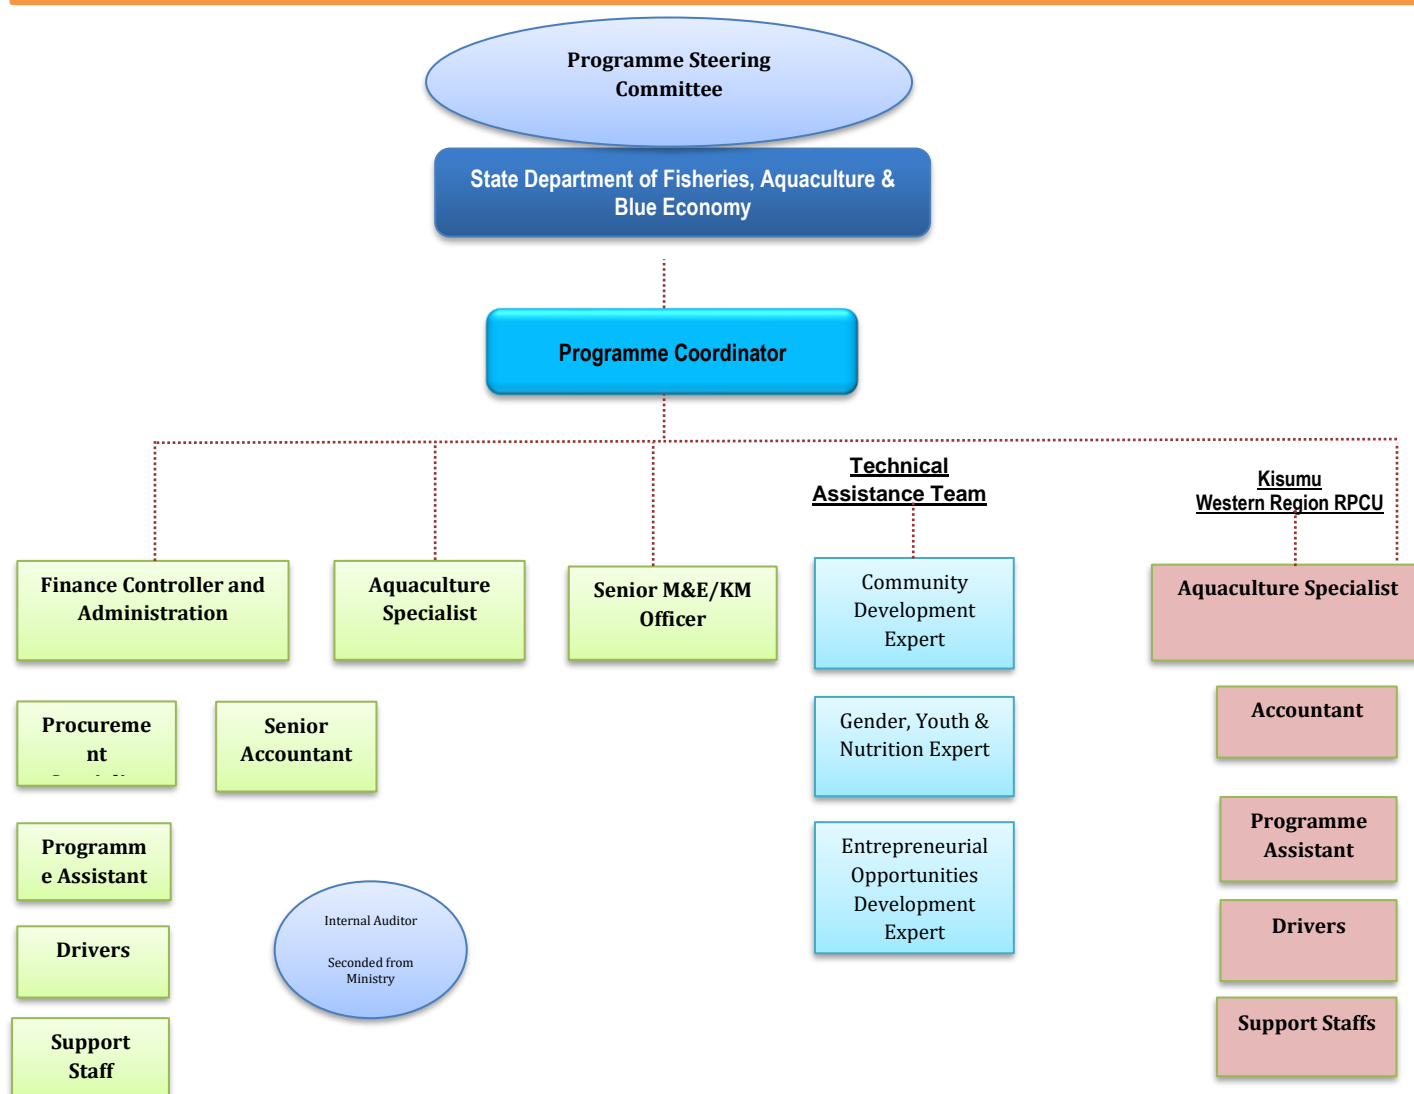 Programme Steering
Committee
State Department of Fisheries, Aquaculture &
Blue Economy
Programme Coordinator
Technical
Assistance Team
Kisumu
Western Region RPCU
Finance Controller and
Administration
Aquaculture
Specialist
Senior M&E/KM
Officer
Community
Development
Expert
Aquaculture Specialist
Procureme
nt
Senior
Accountant
Gender, Youth &
Nutrition Expert
Accountant
Programm
e Assistant
Entrepreneurial
Opportunities
Development
Expert
Programme
Assistant
Internal Auditor
Seconded from
Ministry
Drivers
Drivers
Support
Staff
Support Staffs